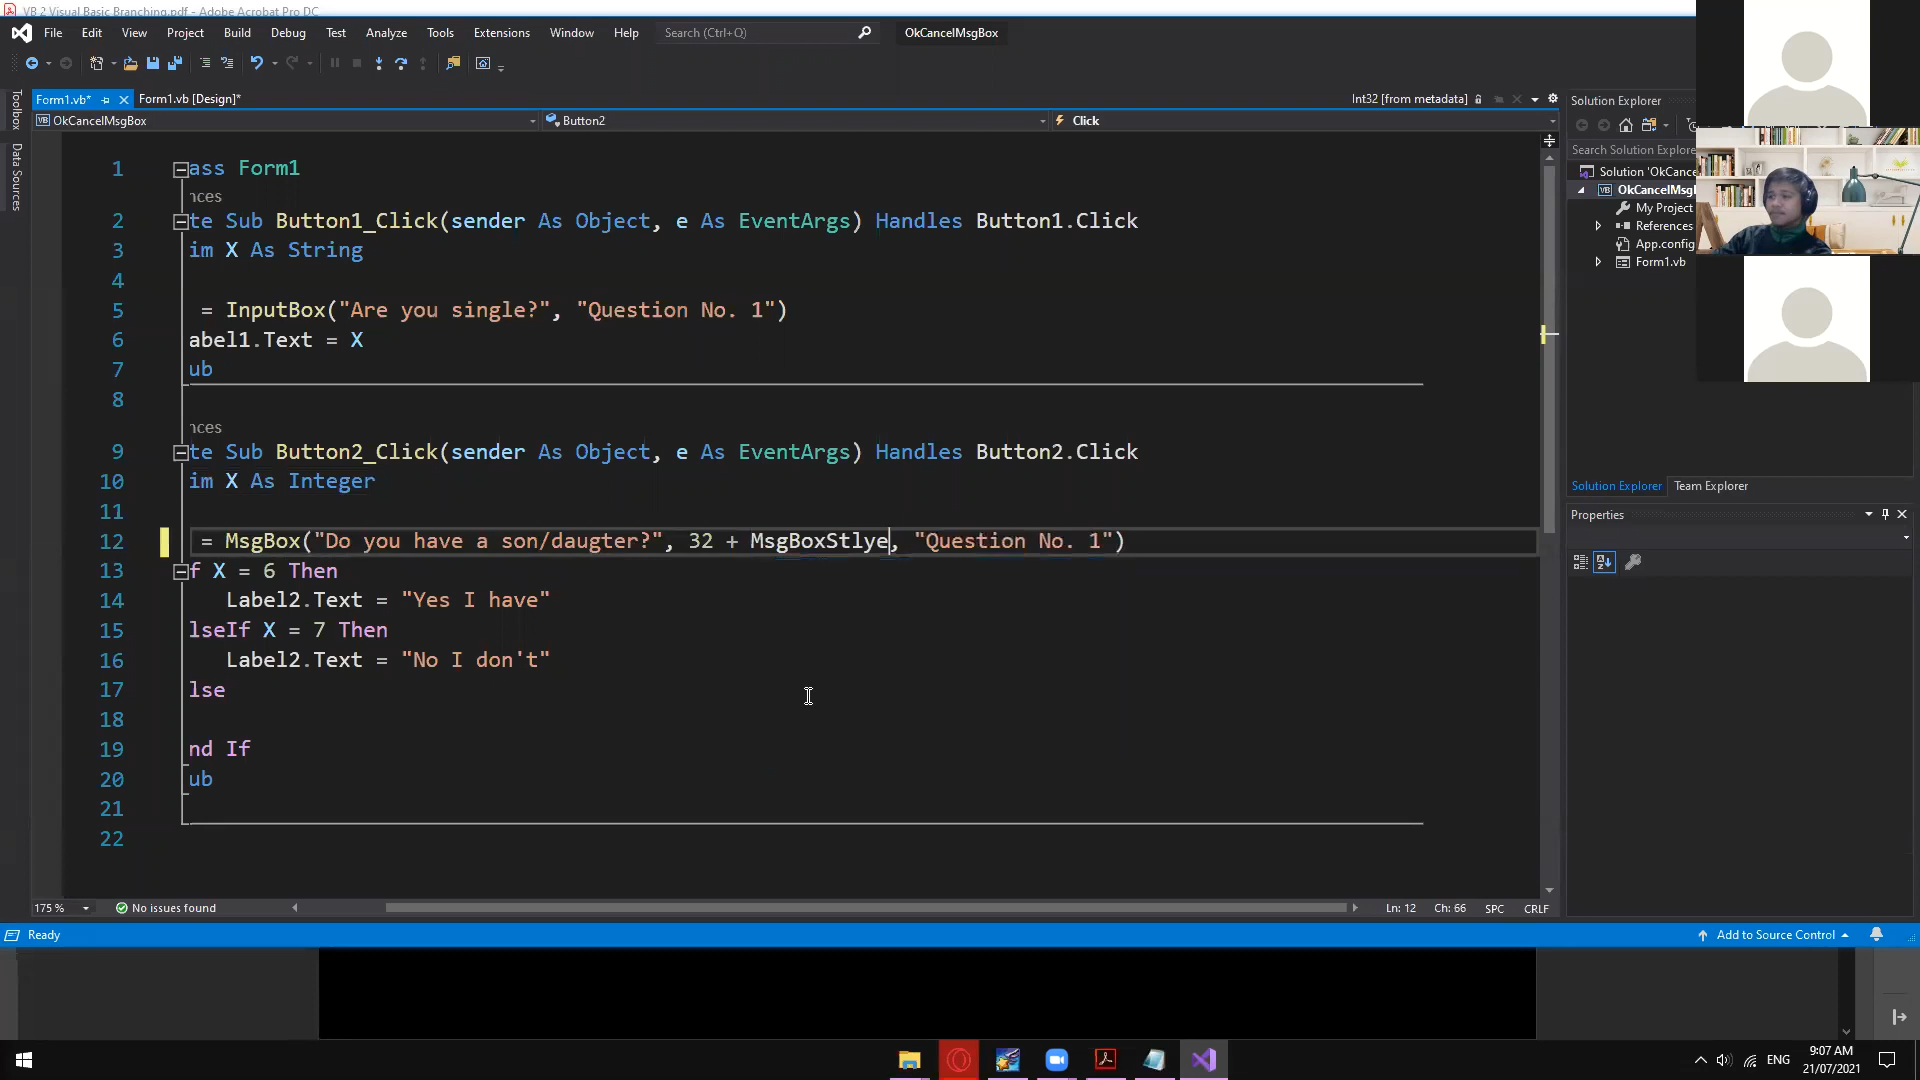 VB 2 Visual Basic Branching.pdf - Adobe Acrobat Pro DC
File Edit View Project Build Debug Test Analyze Tools Extensions Window Help Search (Ctrl+Q) OkCancelMsgBox
Form1.vb* Form1.vb [Design]* Int32 [from metadata]
OkCancelMsgBox Button2 Click
Toolbox
Data Sources
1 ass Form1
nces
2 te Sub Button1_Click(sender As Object, e As EventArgs) Handles Button1.Click
3 im X As String
4
5 = InputBox("Are you single?", "Question No. 1")
6 abel1.Text = X
7 ub
8
nces
9 te Sub Button2_Click(sender As Object, e As EventArgs) Handles Button2.Click
10 im X As Integer
11
12 = MsgBox("Do you have a son/daugter?", 32 + MsgBoxStlye, "Question No. 1")
13 f X = 6 Then
14 Label2.Text = "Yes I have"
15 lseIf X = 7 Then
16 Label2.Text = "No I don't"
17 lse
18
19 nd If
20 ub
21
22
175 % No issues found Ln: 12 Ch: 66 SPC CRLF
Solution Explorer
Search Solution Explore
Solution 'OkCance
OkCancelMsgl
My Project
References
App.config
Form1.vb
Solution Explorer Team Explorer
Properties
Ready Add to Source Control
ENG 9:07 AM
21/07/2021